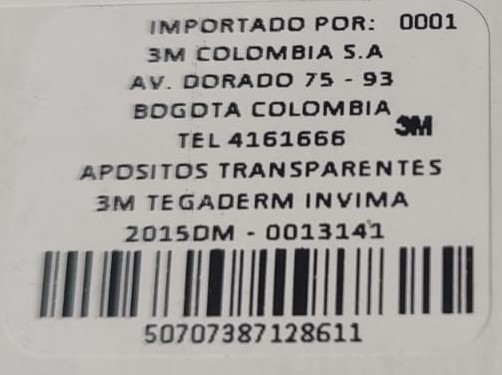 IMPORTADO POR: 0001
3M COLOMBIA S.A
AV. DORADO 75 - 93
BOGOTA COLOMBIA
3M
TEL 4161666
APOSITOS TRANSPARENTES
3M TEGADERM INVIMA
2015DM - 0013141
50707387128611